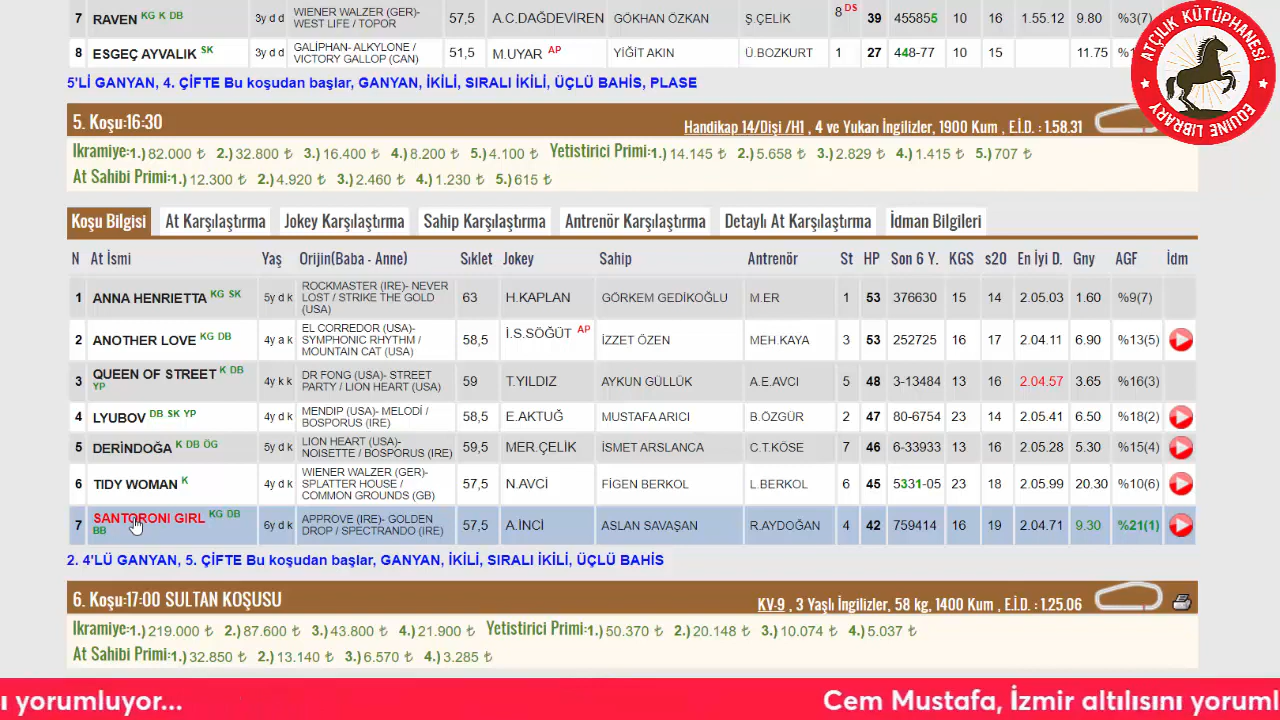 7 RAVEN KG K DB 3y d d WIENER WALZER (GER)- WEST LIFE / TOPOR 57,5 A.C.DAĞDEVİREN GÖKHAN ÖZKAN Ş.ÇELİK 8 DS 39 455855 10 16 1.55.12 9.80 %3(7)
8 ESGEÇ AYVALIK SK 3y d d GALİPHAN- ALKYLONE / VICTORY GALLOP (CAN) 51,5 M.UYAR AP YİĞİT AKIN Ü.BOZKURT 1 27 448-77 10 15 11.75
ATÇILIK KÜTÜPHANESİ
EQUINE LIBRARY
5'Lİ GANYAN, 4. ÇİFTE Bu koşudan başlar, GANYAN, İKİLİ, SIRALI İKİLİ, ÜÇLÜ BAHİS, PLASE
5. Koşu:16:30 Handikap 14/Dişi /H1 , 4 ve Yukarı İngilizler, 1900 Kum , E.İ.D. : 1.58.31
İkramiye:1.) 82.000 ₺ 2.) 32.800 ₺ 3.) 16.400 ₺ 4.) 8.200 ₺ 5.) 4.100 ₺ Yetistirici Primi:1.) 14.145 ₺ 2.) 5.658 ₺ 3.) 2.829 ₺ 4.) 1.415 ₺ 5.) 707 ₺
At Sahibi Primi:1.) 12.300 ₺ 2.) 4.920 ₺ 3.) 2.460 ₺ 4.) 1.230 ₺ 5.) 615 ₺
Koşu Bilgisi At Karşılaştırma Jokey Karşılaştırma Sahip Karşılaştırma Antrenör Karşılaştırma Detaylı At Karşılaştırma İdman Bilgileri
N At İsmi Yaş Orijin(Baba - Anne) Sıklet Jokey Sahip Antrenör St HP Son 6 Y. KGS s20 En İyi D. Gny AGF İdm
1 ANNA HENRIETTA KG SK 5y d k ROCKMASTER (IRE)- NEVER LOST / STRIKE THE GOLD (USA) 63 H.KAPLAN GÖRKEM GEDİKOĞLU M.ER 1 53 376630 15 14 2.05.03 1.60 %9(7)
2 ANOTHER LOVE KG DB 4y a k EL CORREDOR (USA)- SYMPHONIC RHYTHM / MOUNTAIN CAT (USA) 58,5 İ.S.SÖĞÜT AP İZZET ÖZEN MEH.KAYA 3 53 252725 16 17 2.04.11 6.90 %13(5)
3 QUEEN OF STREET K DB YP 4y k k DR FONG (USA)- STREET PARTY / LION HEART (USA) 59 T.YILDIZ AYKUN GÜLLÜK A.E.AVCI 5 48 3-13484 13 16 2.04.57 3.65 %16(3)
4 LYUBOV DB SK YP 4y d k MENDIP (USA)- MELODİ / BOSPORUS (IRE) 58,5 E.AKTUĞ MUSTAFA ARICI B.ÖZGÜR 2 47 80-6754 23 14 2.05.41 6.50 %18(2)
5 DERİNDOĞA K DB ÖG 5y d k LION HEART (USA)- NOISETTE / BOSPORUS (IRE) 59,5 MER.ÇELİK İSMET ARSLANCA C.T.KÖSE 7 46 6-33933 13 16 2.05.28 5.30 %15(4)
6 TIDY WOMAN K 4y d k WIENER WALZER (GER)- SPLATTER HOUSE / COMMON GROUNDS (GB) 57,5 N.AVCİ FİGEN BERKOL L.BERKOL 6 45 5331-05 23 18 2.05.99 20.30 %10(6)
7 SANTORONI GIRL KG DB BB 6y d k APPROVE (IRE)- GOLDEN DROP / SPECTRANDO (IRE) 57,5 A.İNCİ ASLAN SAVAŞAN R.AYDOĞAN 4 42 759414 16 19 2.04.71 9.30 %21(1)
2. 4'LÜ GANYAN, 5. ÇİFTE Bu koşudan başlar, GANYAN, İKİLİ, SIRALI İKİLİ, ÜÇLÜ BAHİS
6. Koşu:17:00 SULTAN KOŞUSU KV-9 , 3 Yaşlı İngilizler, 58 kg, 1400 Kum , E.İ.D. : 1.25.06
İkramiye:1.) 219.000 ₺ 2.) 87.600 ₺ 3.) 43.800 ₺ 4.) 21.900 ₺ Yetistirici Primi:1.) 50.370 ₺ 2.) 20.148 ₺ 3.) 10.074 ₺ 4.) 5.037 ₺
At Sahibi Primi:1.) 32.850 ₺ 2.) 13.140 ₺ 3.) 6.570 ₺ 4.) 3.285 ₺
ı yorumluyor... Cem Mustafa, İzmir altılısını yoruml